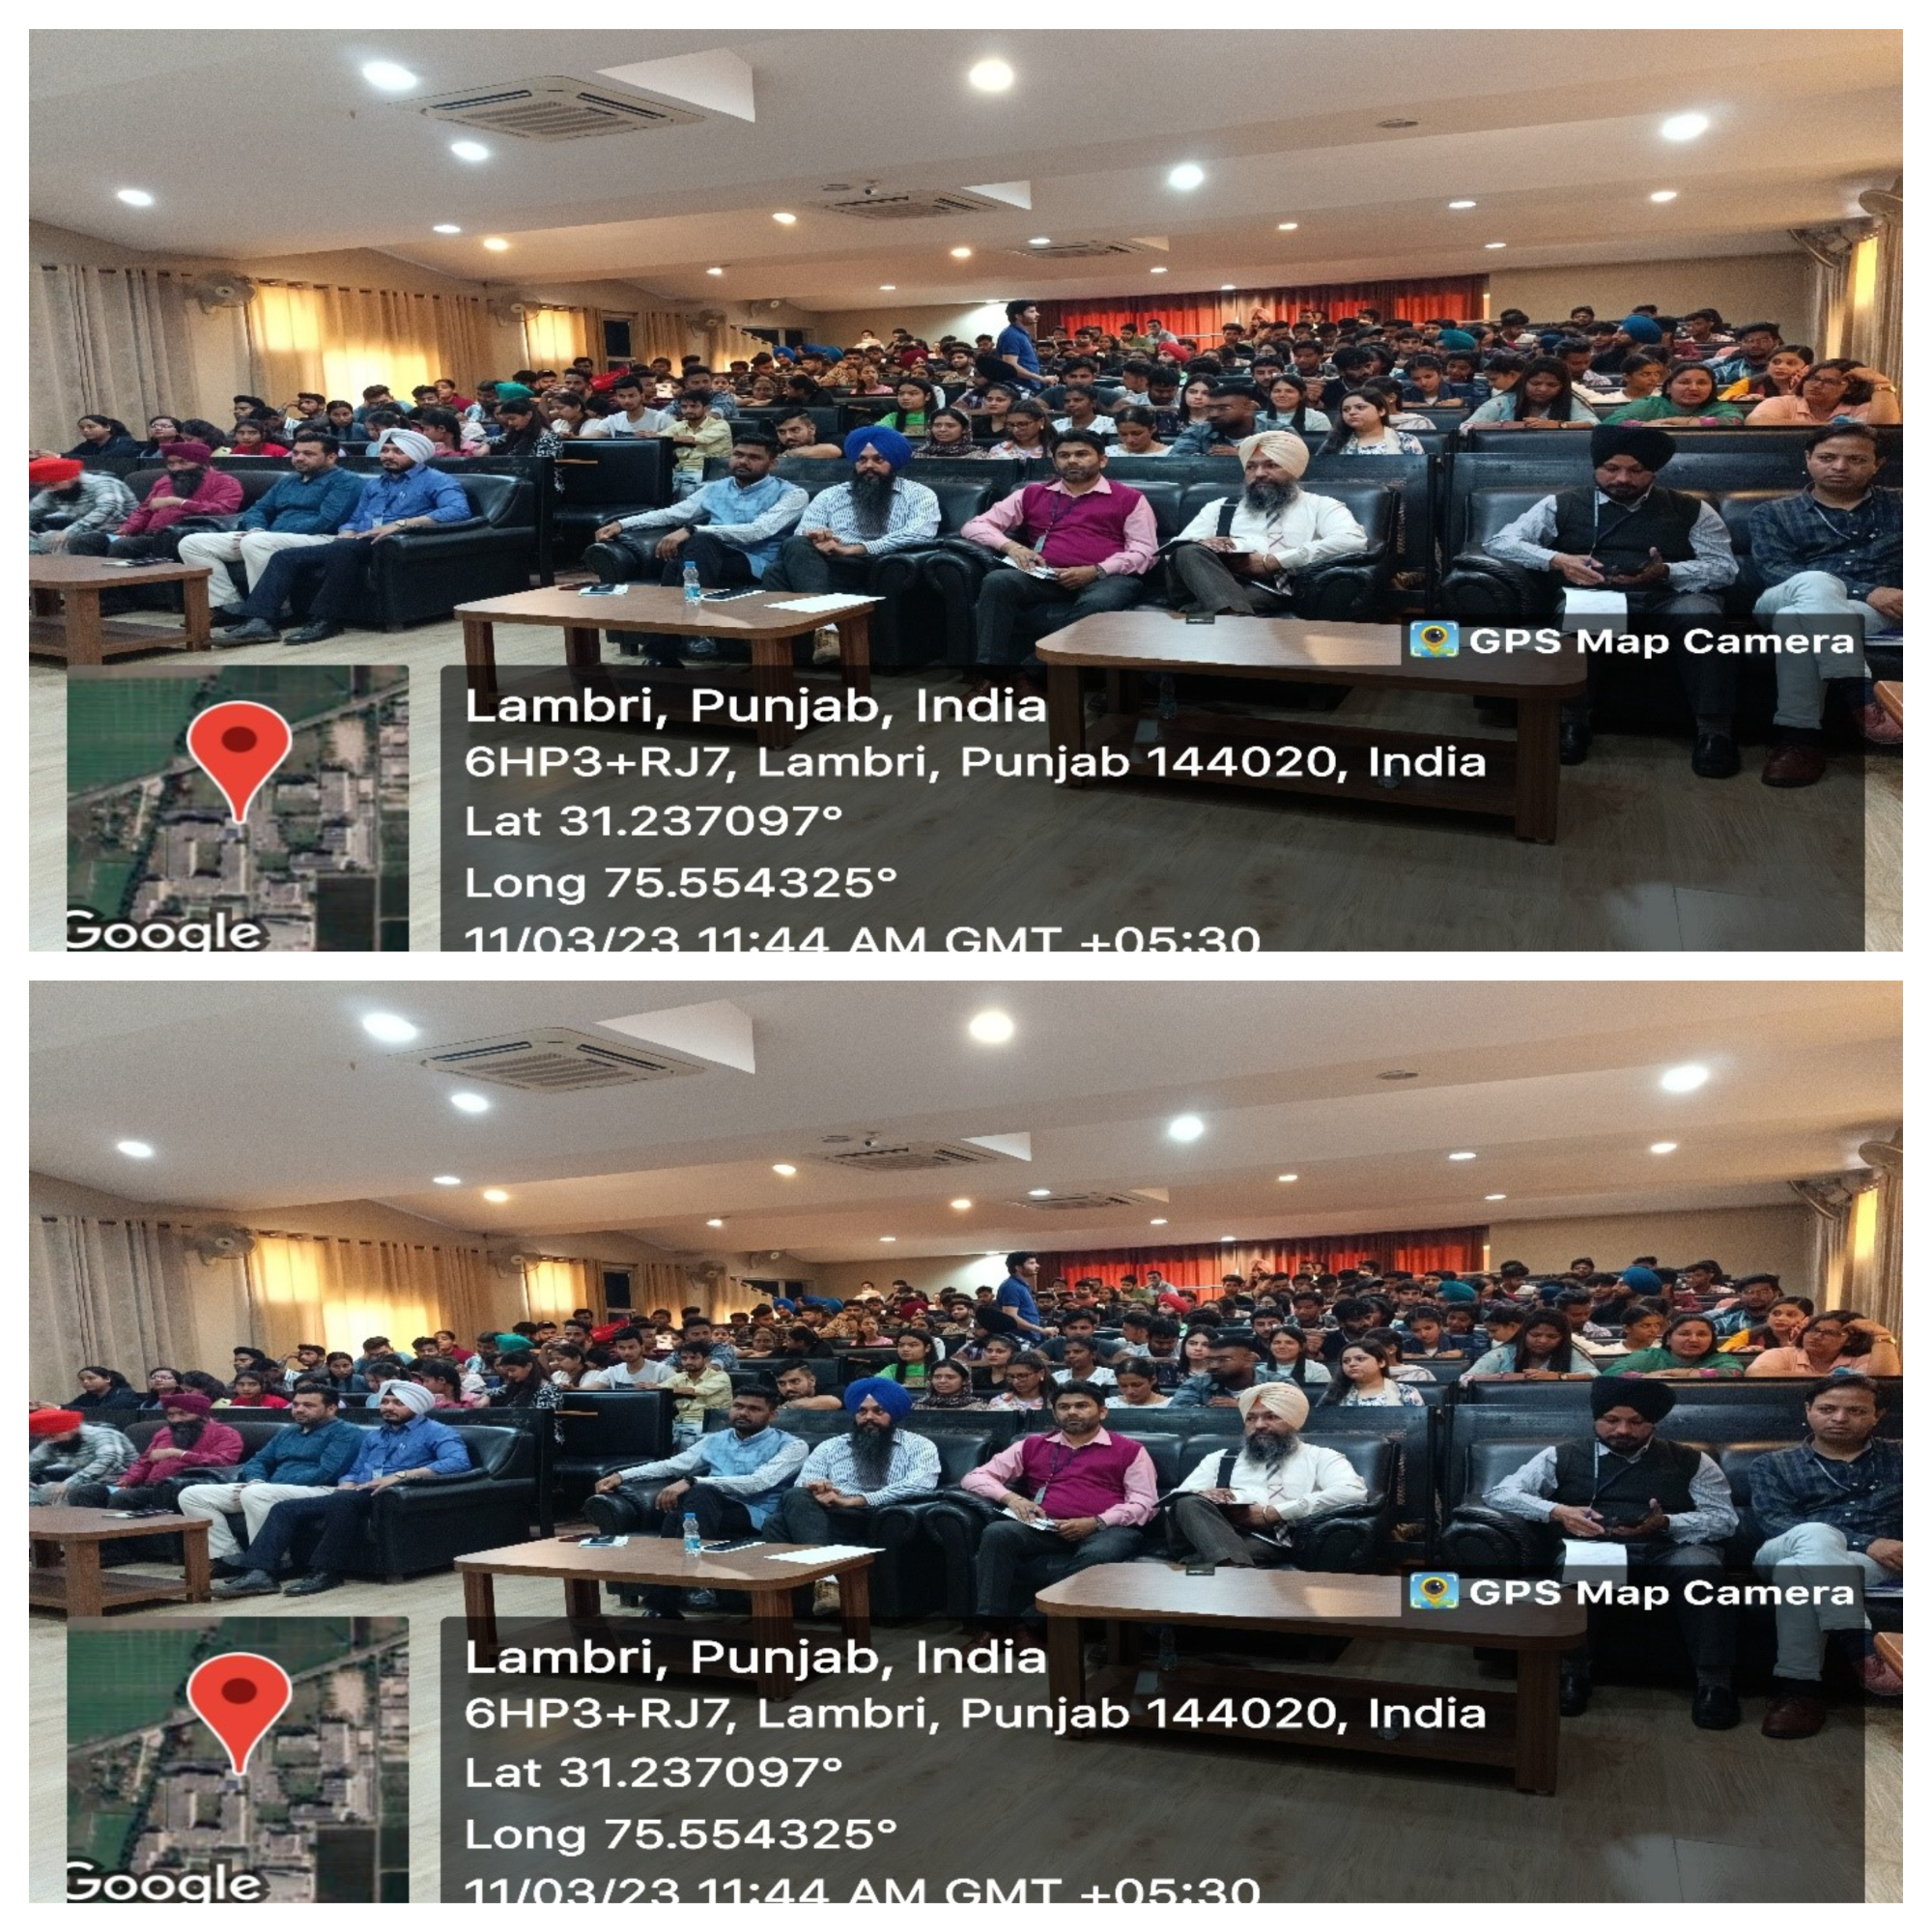 GPS Map Camera
Lambri, Punjab, India
6HP3+RJ7, Lambri, Punjab 144020, India
Lat 31.237097°
Long 75.554325°
11/03/23 11:44 AM GMT +05:30
Google
GPS Map Camera
Lambri, Punjab, India
6HP3+RJ7, Lambri, Punjab 144020, India
Lat 31.237097°
Long 75.554325°
11/03/23 11:44 AM GMT +05:30
Google